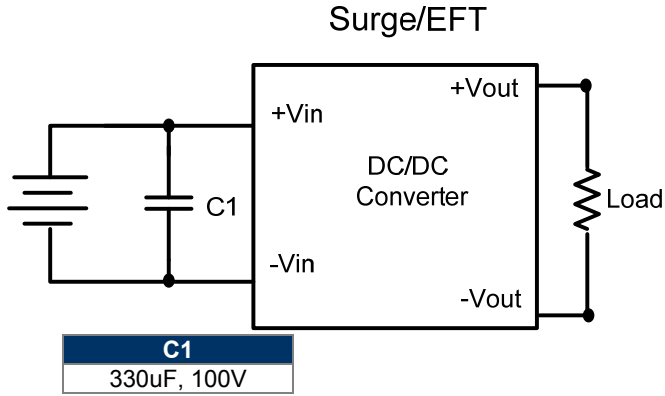 Surge/EFT
+Vin
+Vout
DC/DC
Converter
C1
Load
-Vin
-Vout
C1
330uF, 100V